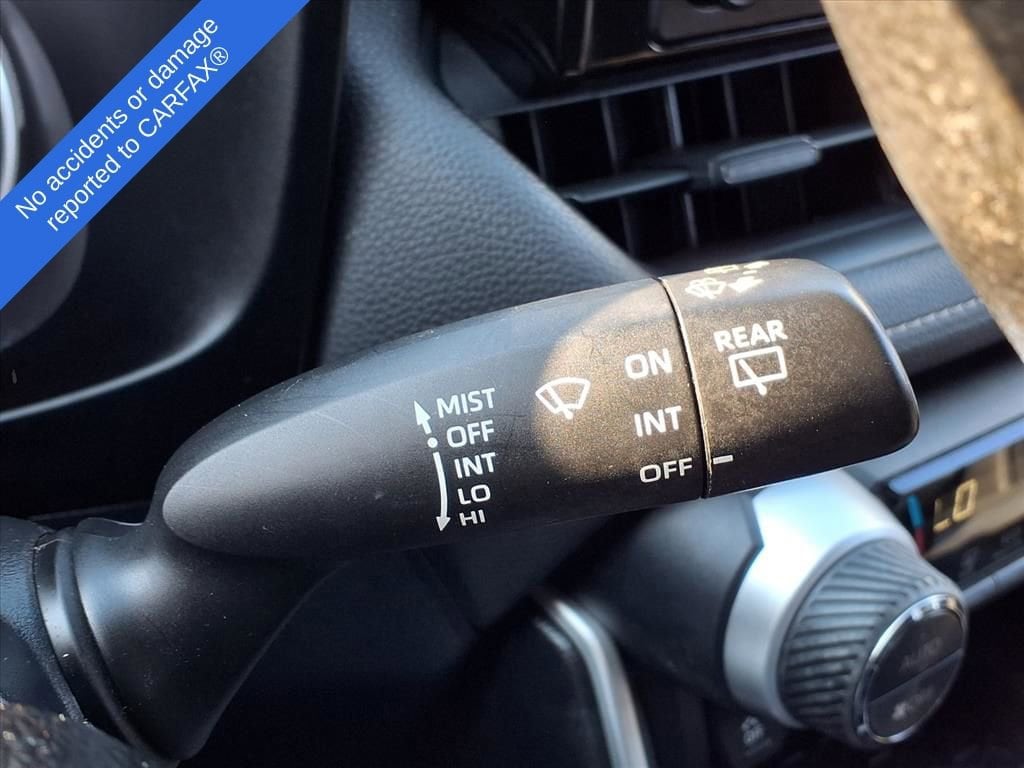 No accidents or damage
reported to CARFAX®
MIST
OFF
INT
LO
HI
ON
INT
OFF
REAR
LO
AUTO